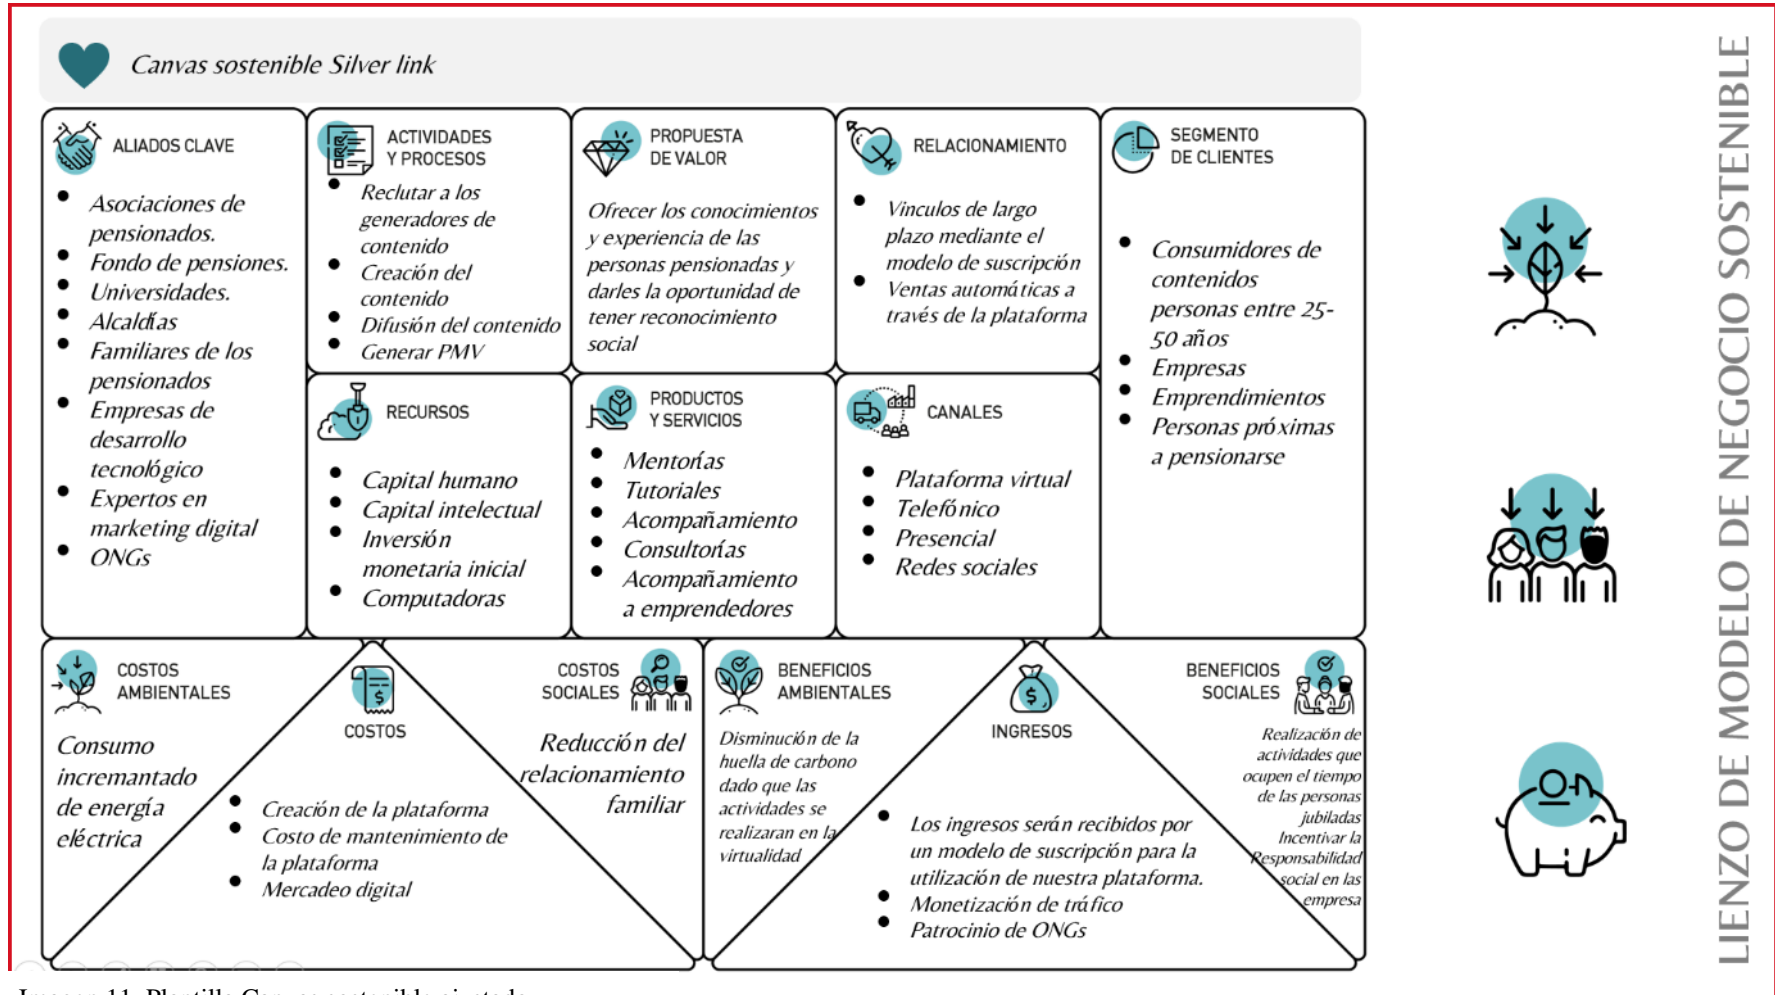 Canvas sostenible Silver link
ALIADOS CLAVE
Asociaciones de
pensionados.
Fondo de pensiones.
Universidades.
Alcaldías
Familiares de los
pensionados
Empresas de
desarrollo
tecnológico
Expertos en
marketing digital
ONGs
ACTIVIDADES
Y PROCESOS
Reclutar a los
generadores de
contenido
Creación del
contenido
Difusión del contenido
Generar PMV
RECURSOS
Capital humano
Capital intelectual
Inversión
monetaria inicial
Computadoras
PROPUESTA
DE VALOR
Ofrecer los conocimientos
y experiencia de las
personas pensionadas y
darles la oportunidad de
tener reconocimiento
social
PRODUCTOS
Y SERVICIOS
Mentorías
Tutoriales
Acompañamiento
Consultorías
Acompañamiento
a emprendedores
RELACIONAMIENTO
Vinculos de largo
plazo mediante el
modelo de suscripción
Ventas automáticas a
través de la plataforma
CANALES
Plataforma virtual
Telefónico
Presencial
Redes sociales
SEGMENTO
DE CLIENTES
Consumidores de
contenidos
personas entre 25-
50 años
Empresas
Emprendimientos
Personas próximas
a pensionarse
COSTOS
AMBIENTALES
Consumo
incremantado
de energía
eléctrica
COSTOS
Creación de la plataforma
Costo de mantenimiento de
la plataforma
Mercadeo digital
COSTOS
SOCIALES
Reducción del
relacionamiento
familiar
BENEFICIOS
AMBIENTALES
Disminución de la
huella de carbono
dado que las
actividades se
realizaran en la
virtualidad
INGRESOS
Los ingresos serán recibidos por
un modelo de suscripción para la
utilización de nuestra plataforma.
Monetización de tráfico
Patrocinio de ONGs
BENEFICIOS
SOCIALES
Realización de
actividades que
ocupen el tiempo
de las personas
jubiladas
Incentivar la
Responsabilidad
social en las
empresa
LIENZO DE MODELO DE NEGOCIO SOSTENIBLE
Imagen 11. Plantilla Canvas sostenible ajustada